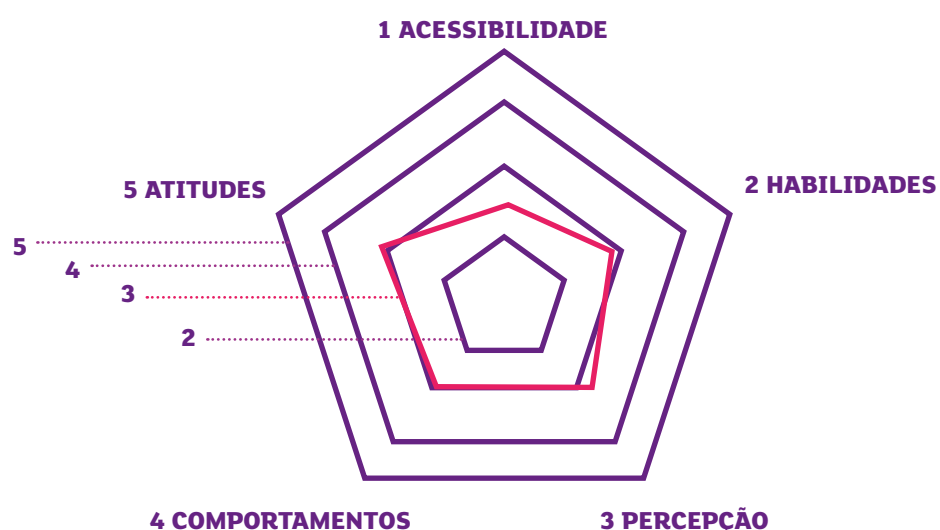 1 ACESSIBILIDADE
2 HABILIDADES
5 ATITUDES
5
4
3
2
4 COMPORTAMENTOS
3 PERCEPÇÃO